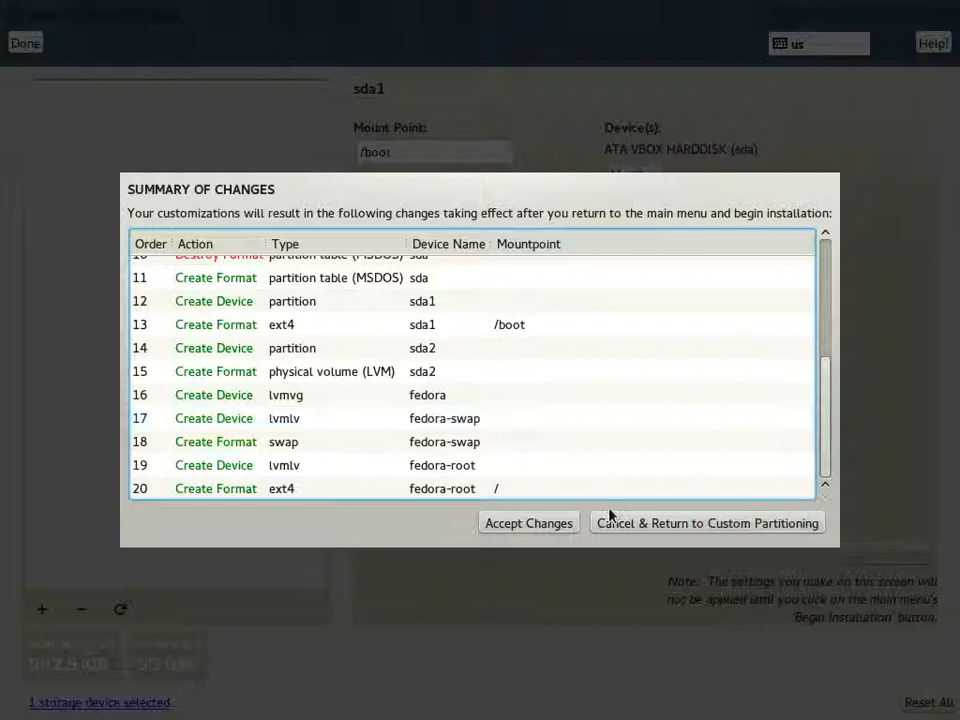 Done
us
Help!
sda1
Mount Point:
Device(s):
/boot
ATA VBOX HARDDISK (sda)
SUMMARY OF CHANGES
Your customizations will result in the following changes taking effect after you return to the main menu and begin installation:
Order Action Type Device Name Mountpoint
10 Destroy Format partition table (MSDOS) sda
11 Create Format partition table (MSDOS) sda
12 Create Device partition sda1
13 Create Format ext4 sda1 /boot
14 Create Device partition sda2
15 Create Format physical volume (LVM) sda2
16 Create Device lvmvg fedora
17 Create Device lvmlv fedora-swap
18 Create Format swap fedora-swap
19 Create Device lvmlv fedora-root
20 Create Format ext4 fedora-root /
Accept Changes
Cancel & Return to Custom Partitioning
Note: The settings you make on this screen will
not be applied until you click on the main menu's
'Begin Installation' button.
1 storage device selected
Reset All